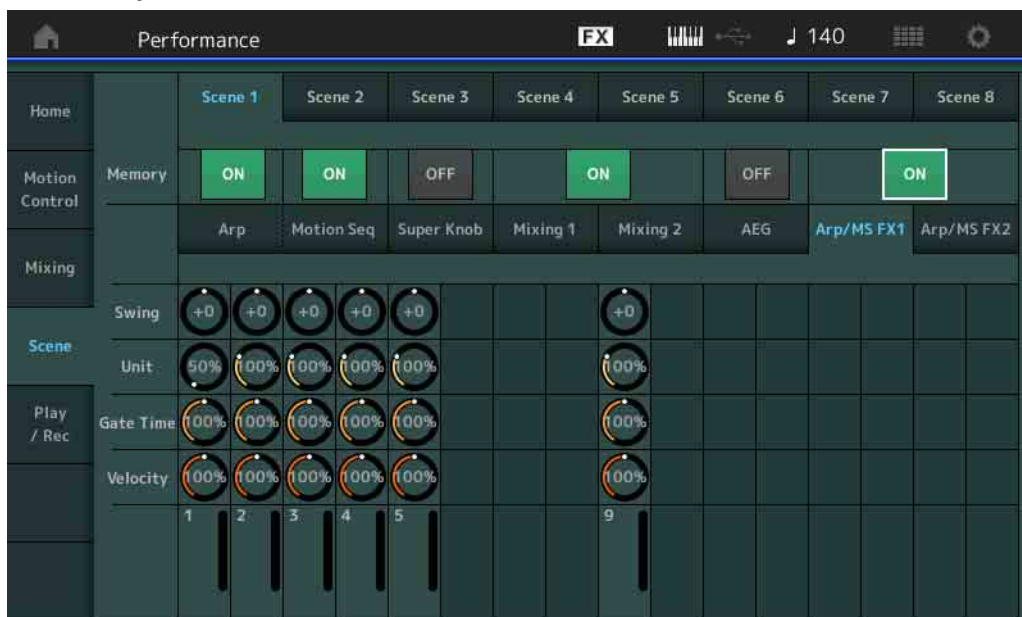 Performance FX 140
Scene 1 Scene 2 Scene 3 Scene 4 Scene 5 Scene 6 Scene 7 Scene 8
Home
Motion
Control
Memory ON ON OFF ON OFF ON
Arp Motion Seq Super Knob Mixing 1 Mixing 2 AEG Arp/MS FX1 Arp/MS FX2
Mixing
Swing +0 +0 +0 +0 +0 +0
Scene
Unit 50% 100% 100% 100% 100% 100%
Play
/ Rec
Gate Time 100% 100% 100% 100% 100% 100%
Velocity 100% 100% 100% 100% 100% 100%
1 2 3 4 5 9